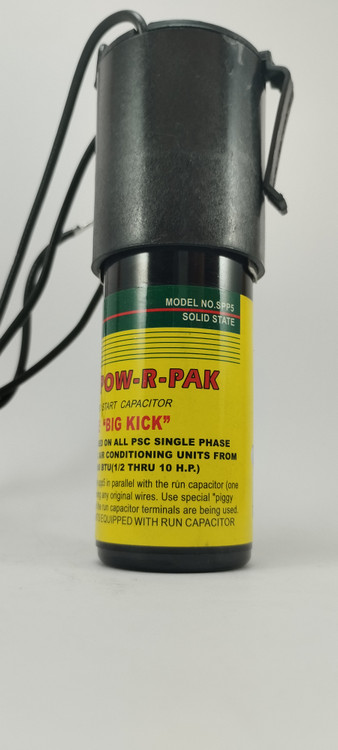 MODEL NO.SPP5
SOLID STATE
POW-R-PAK
START CAPACITOR
"BIG KICK"
ON ALL PSC SINGLE PHASE
CONDITIONING UNITS FROM
BTU(1/2 THRU 10 H.P.)
in parallel with the run capacitor (one
any original wires. Use special "piggy
run capacitor terminals are being used.
EQUIPPED WITH RUN CAPACITOR